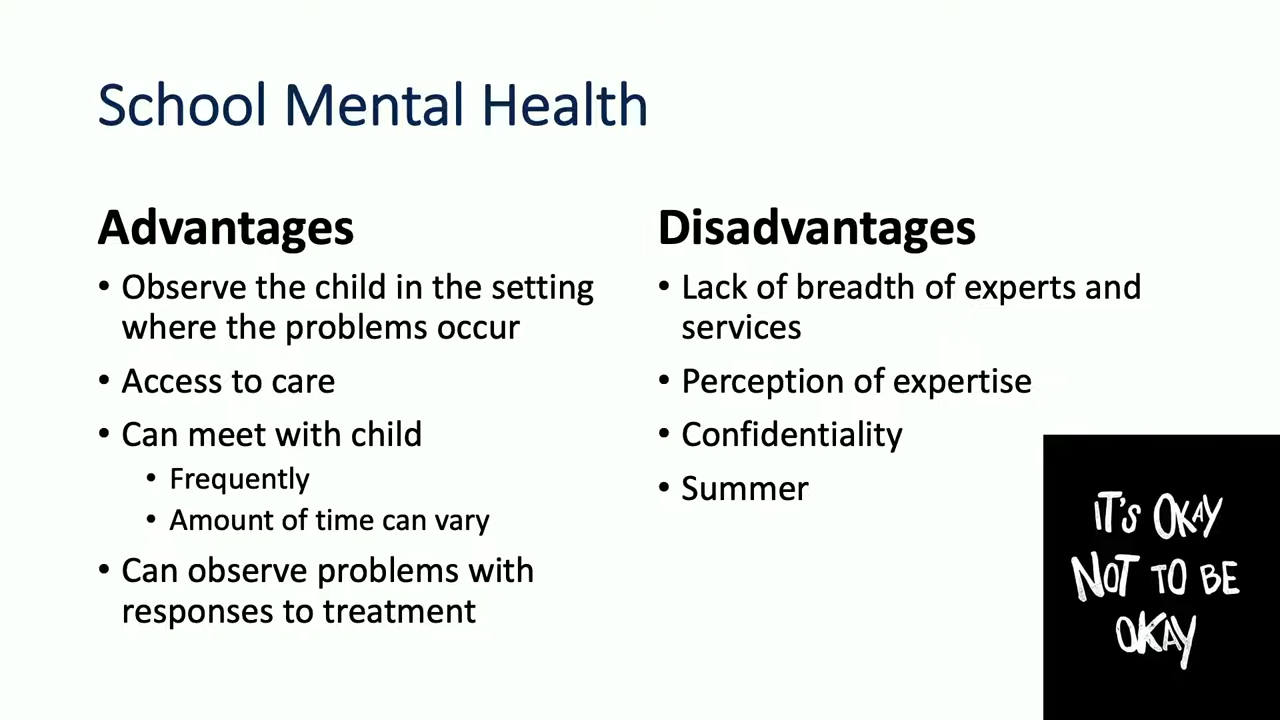 School Mental Health
Advantages
• Observe the child in the setting
where the problems occur
• Access to care
• Can meet with child
• Frequently
• Amount of time can vary
• Can observe problems with
responses to treatment
Disadvantages
• Lack of breadth of experts and
services
• Perception of expertise
• Confidentiality
• Summer
IT'S OKAY
NOT TO BE
OKAY